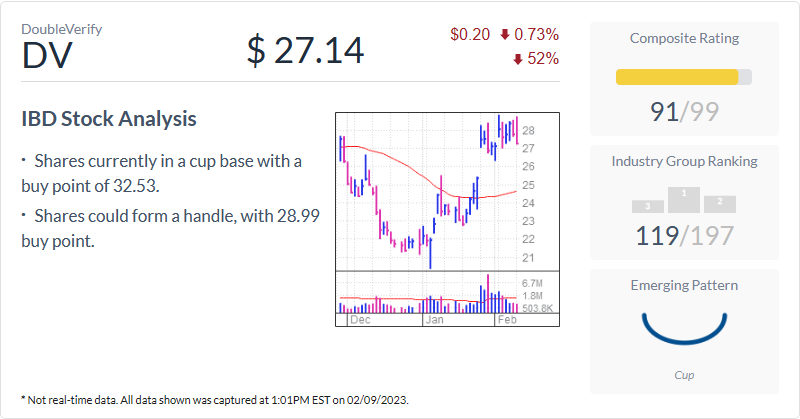 DoubleVerify
DV
$ 27.14
$0.20 0.73%
52%
IBD Stock Analysis
· Shares currently in a cup base with a
buy point of 32.53.
· Shares could form a handle, with 28.99
buy point.
28
27
26
25
24
23
22
21
6.7M
1.8M
503.8K
Dec Jan Feb
Composite Rating
91/99
Industry Group Ranking
3 1 2
119/197
Emerging Pattern
Cup
* Not real-time data. All data shown was captured at 1:01PM EST on 02/09/2023.